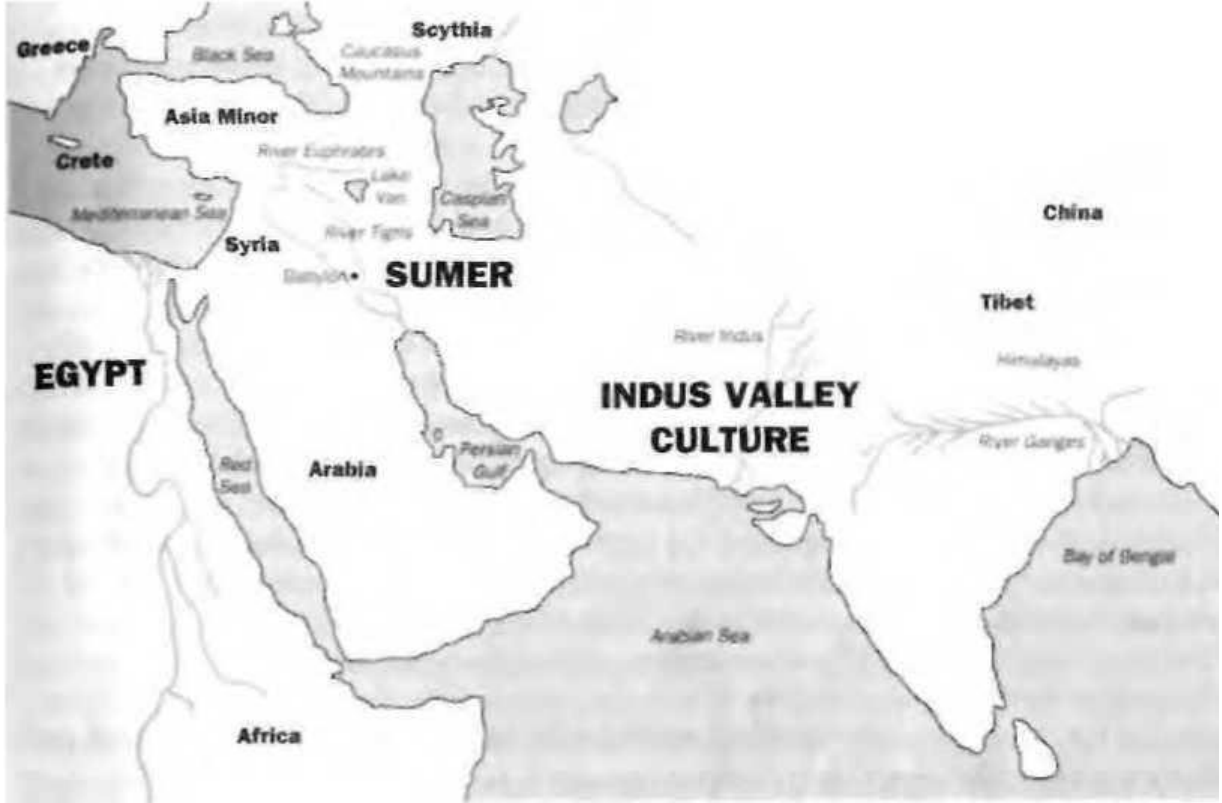 Greece
Black Sea
Caucasus
Mountains
Scythia
Asia Minor
River Euphrates
Crete
Lake
Van
Caspian
Sea
Mediterranean Sea
Syria
River Tigris
China
Babylon
SUMER
Tibet
River Indus
Himalayas
EGYPT
INDUS VALLEY
CULTURE
River Ganges
Red
Sea
Arabia
Persian
Gulf
Bay of Bengal
Arabian Sea
Africa